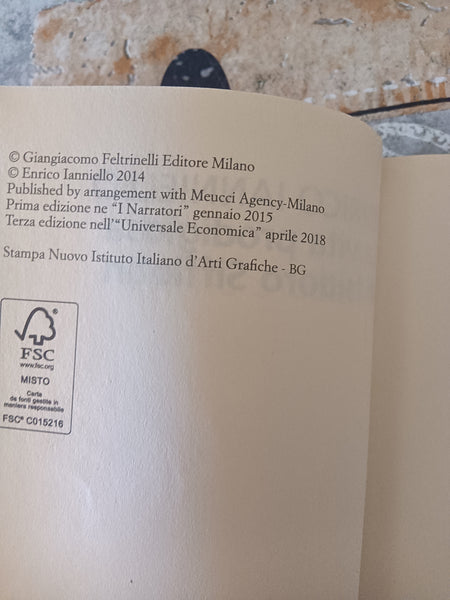 © Giangiacomo Feltrinelli Editore Milano
© Enrico Ianniello 2014
Published by arrangement with Meucci Agency-Milano
Prima edizione ne “I Narratori” gennaio 2015
Terza edizione nell’“Universale Economica” aprile 2018
Stampa Nuovo Istituto Italiano d’Arti Grafiche - BG
FSC
www.fsc.org
MISTO
Carta
da fonti gestite in
maniera responsabile
FSC® C015216